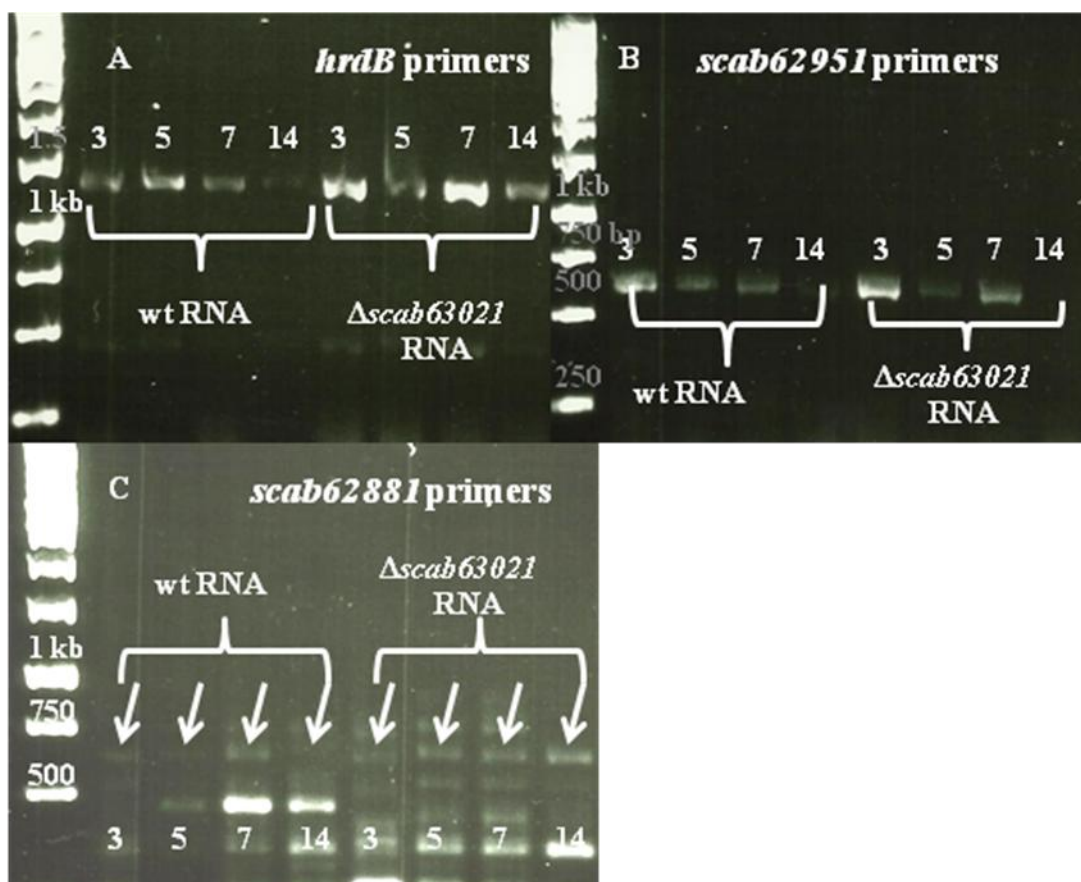 A
hrdB primers
1.5
3 5 7 14 3 5 7 14
1 kb
wt RNA
Δscab63021
RNA
B
scab62951 primers
1 kb
750 bp
3 5 7 14 3 5 7 14
500
250
wt RNA
Δscab63021
RNA
C
scab62881 primers
wt RNA
Δscab63021
RNA
1 kb
750
500
3 5 7 14 3 5 7 14